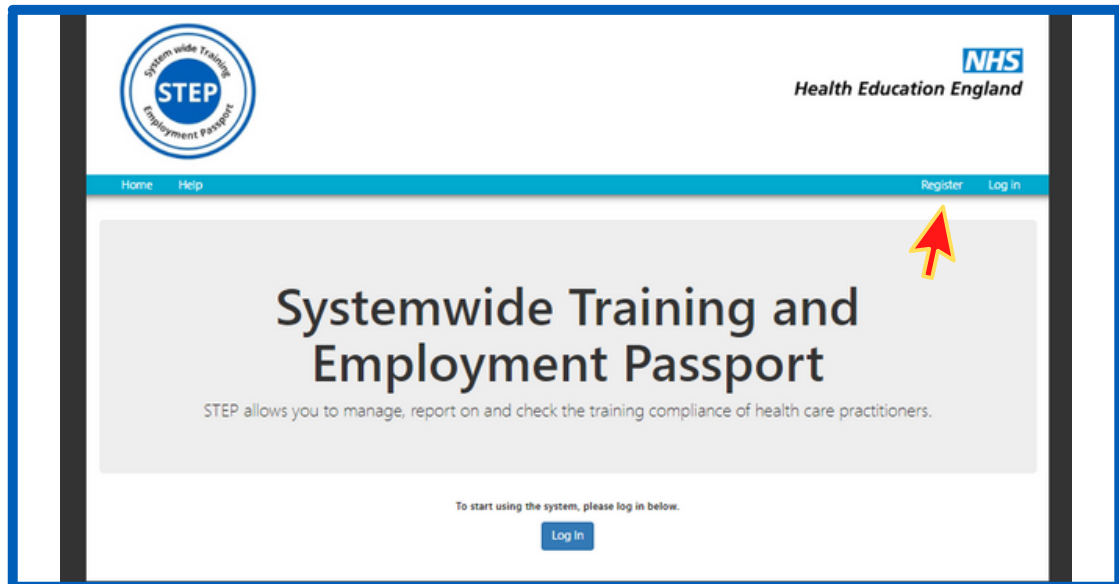 System wide Training
STEP
Employment Passport
NHS
Health Education England
Home Help Register Log in
Systemwide Training and
Employment Passport
STEP allows you to manage, report on and check the training compliance of health care practitioners.
To start using the system, please log in below.
Log In